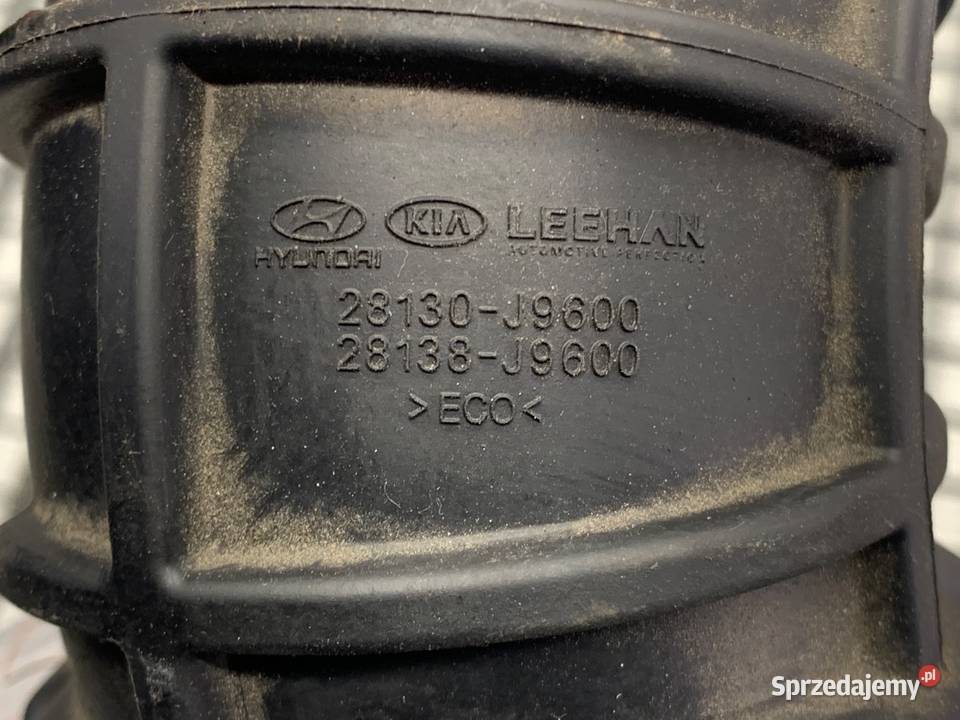 HYUNDAI KIA LEEHAN
AUTOMOTIVE PERFECTION
28130-J9600
28138-J9600
>ECO<
Sprzedajemy.pl